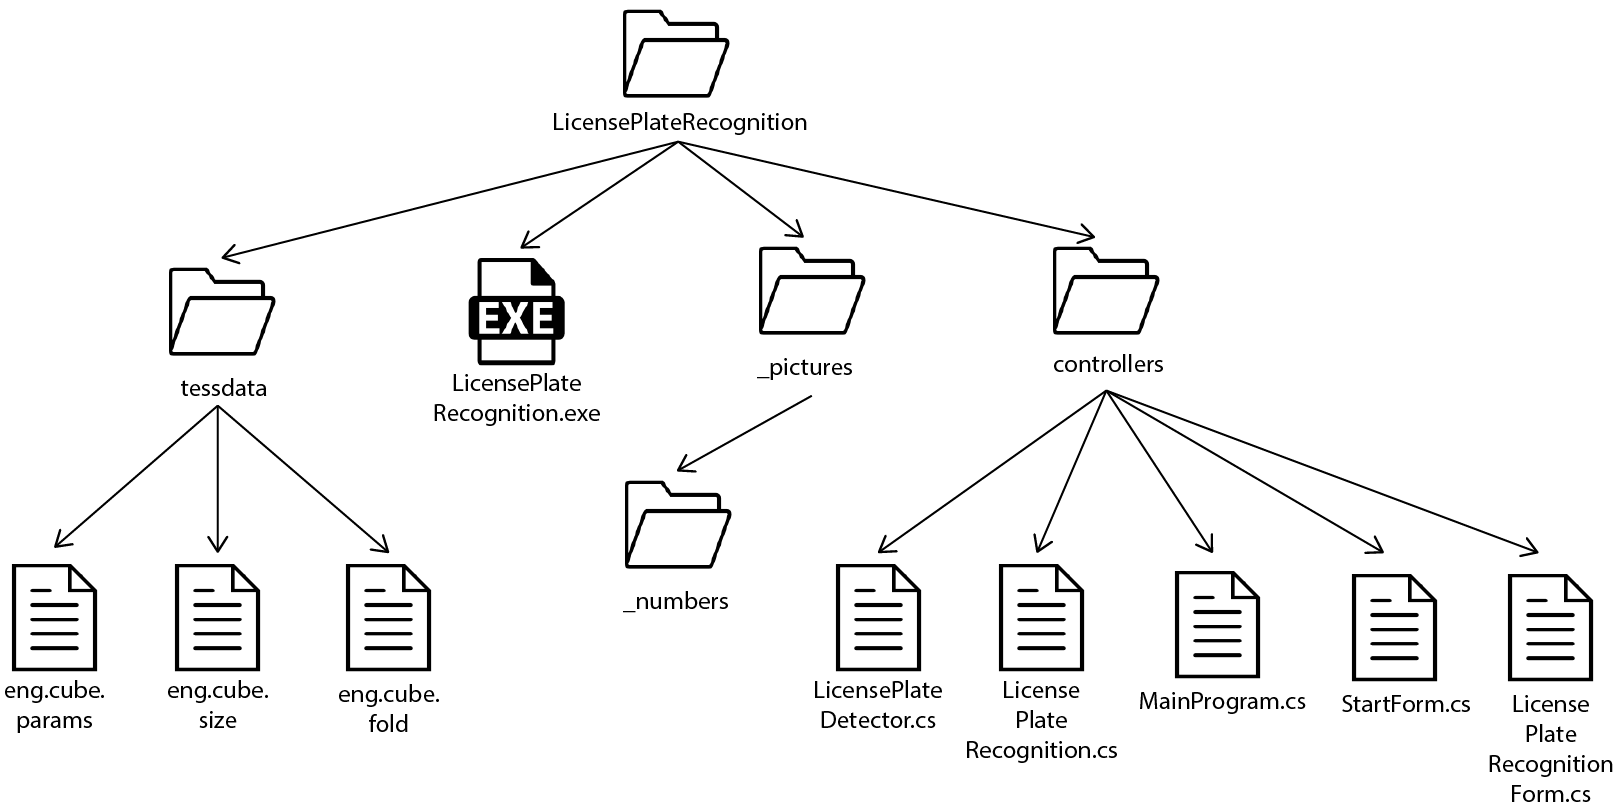 LicensePlateRecognition
EXE
tessdata
LicensePlate
Recognition.exe
_pictures
controllers
_numbers
eng.cube.
params
eng.cube.
size
eng.cube.
fold
LicensePlate
Detector.cs
License
Plate
Recognition.cs
MainProgram.cs
StartForm.cs
License
Plate
Recognition
Form.cs